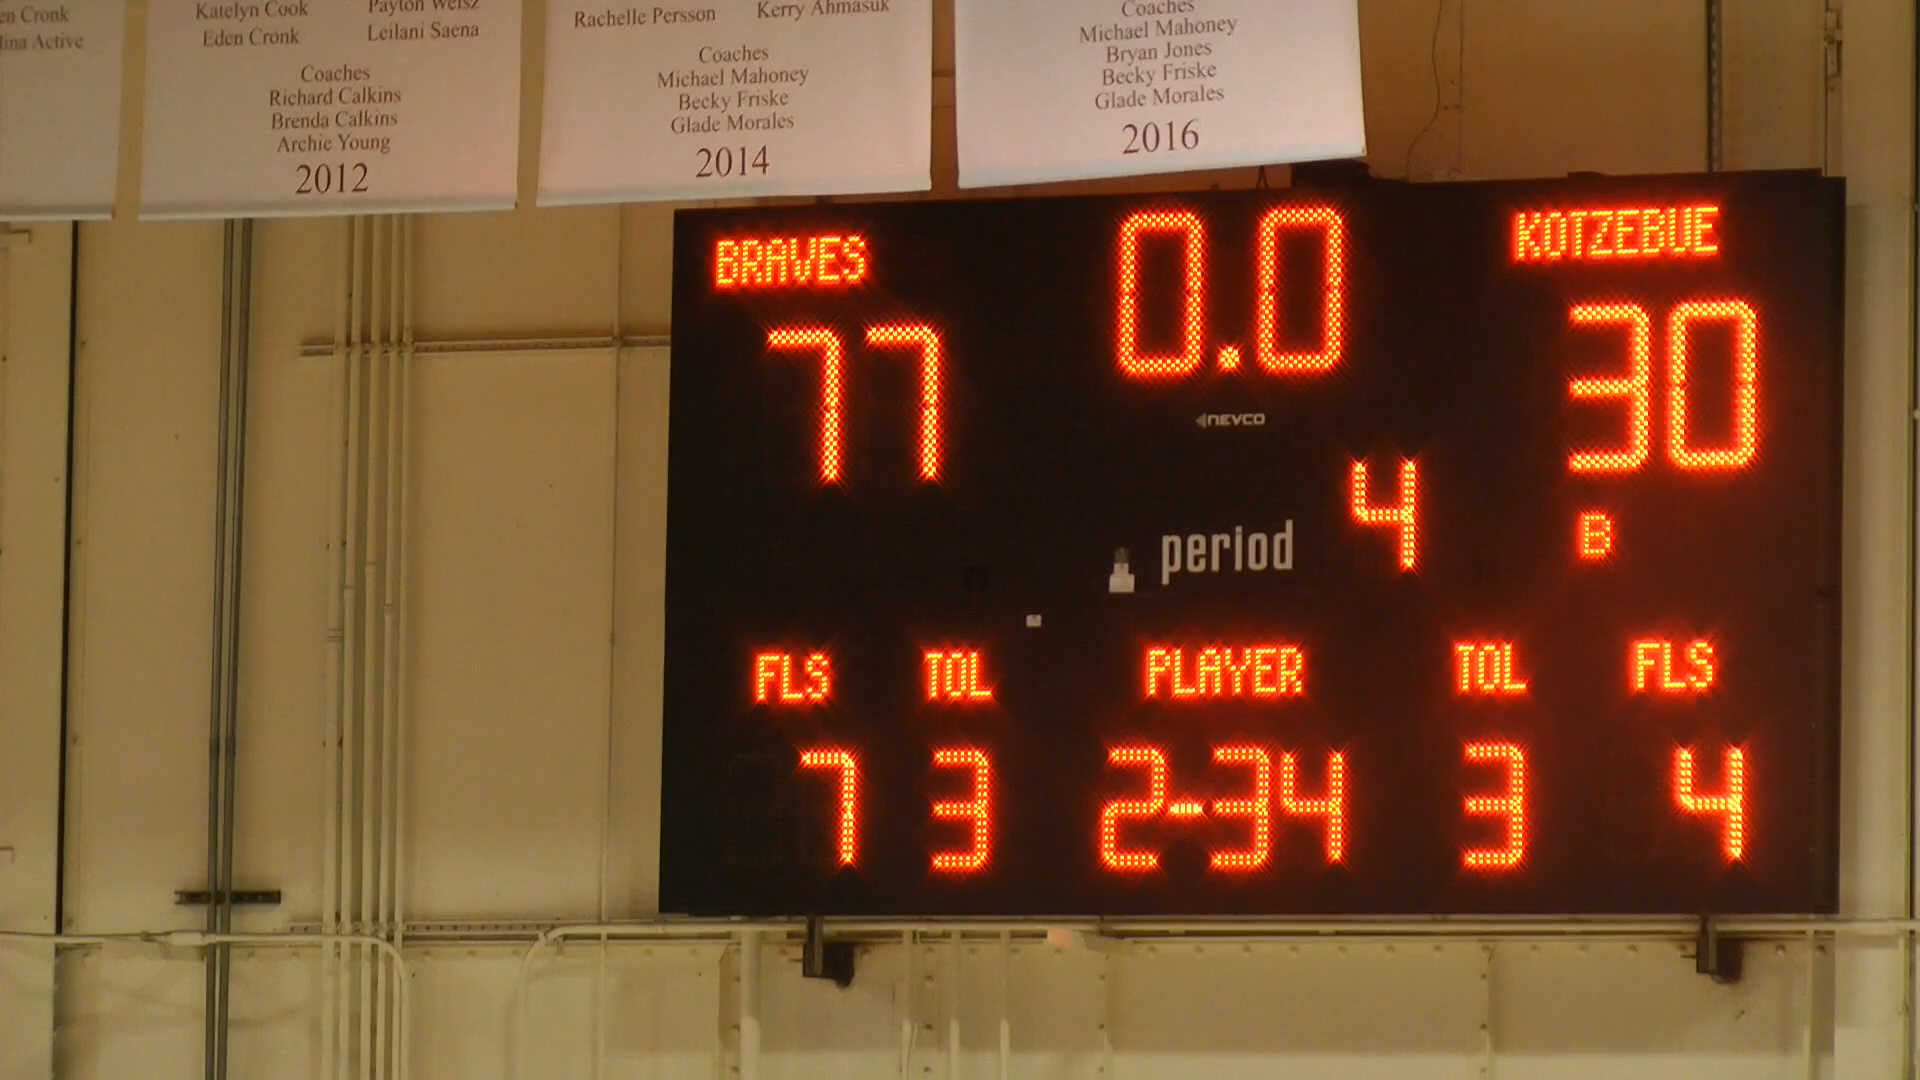 en Cronk
lina Active
Katelyn Cook
Payton Weisz
Eden Cronk
Leilani Saena
Coaches
Richard Calkins
Brenda Calkins
Archie Young
2012
Rachelle Persson
Kerry Ahmasuk
Coaches
Michael Mahoney
Becky Friske
Glade Morales
2014
Coaches
Michael Mahoney
Bryan Jones
Becky Friske
Glade Morales
2016
BRAVES
0.0
KOTZEBUE
77
30
NEVCO
period
4
B
FLS
TOL
PLAYER
TOL
FLS
7
3
2-34
3
4